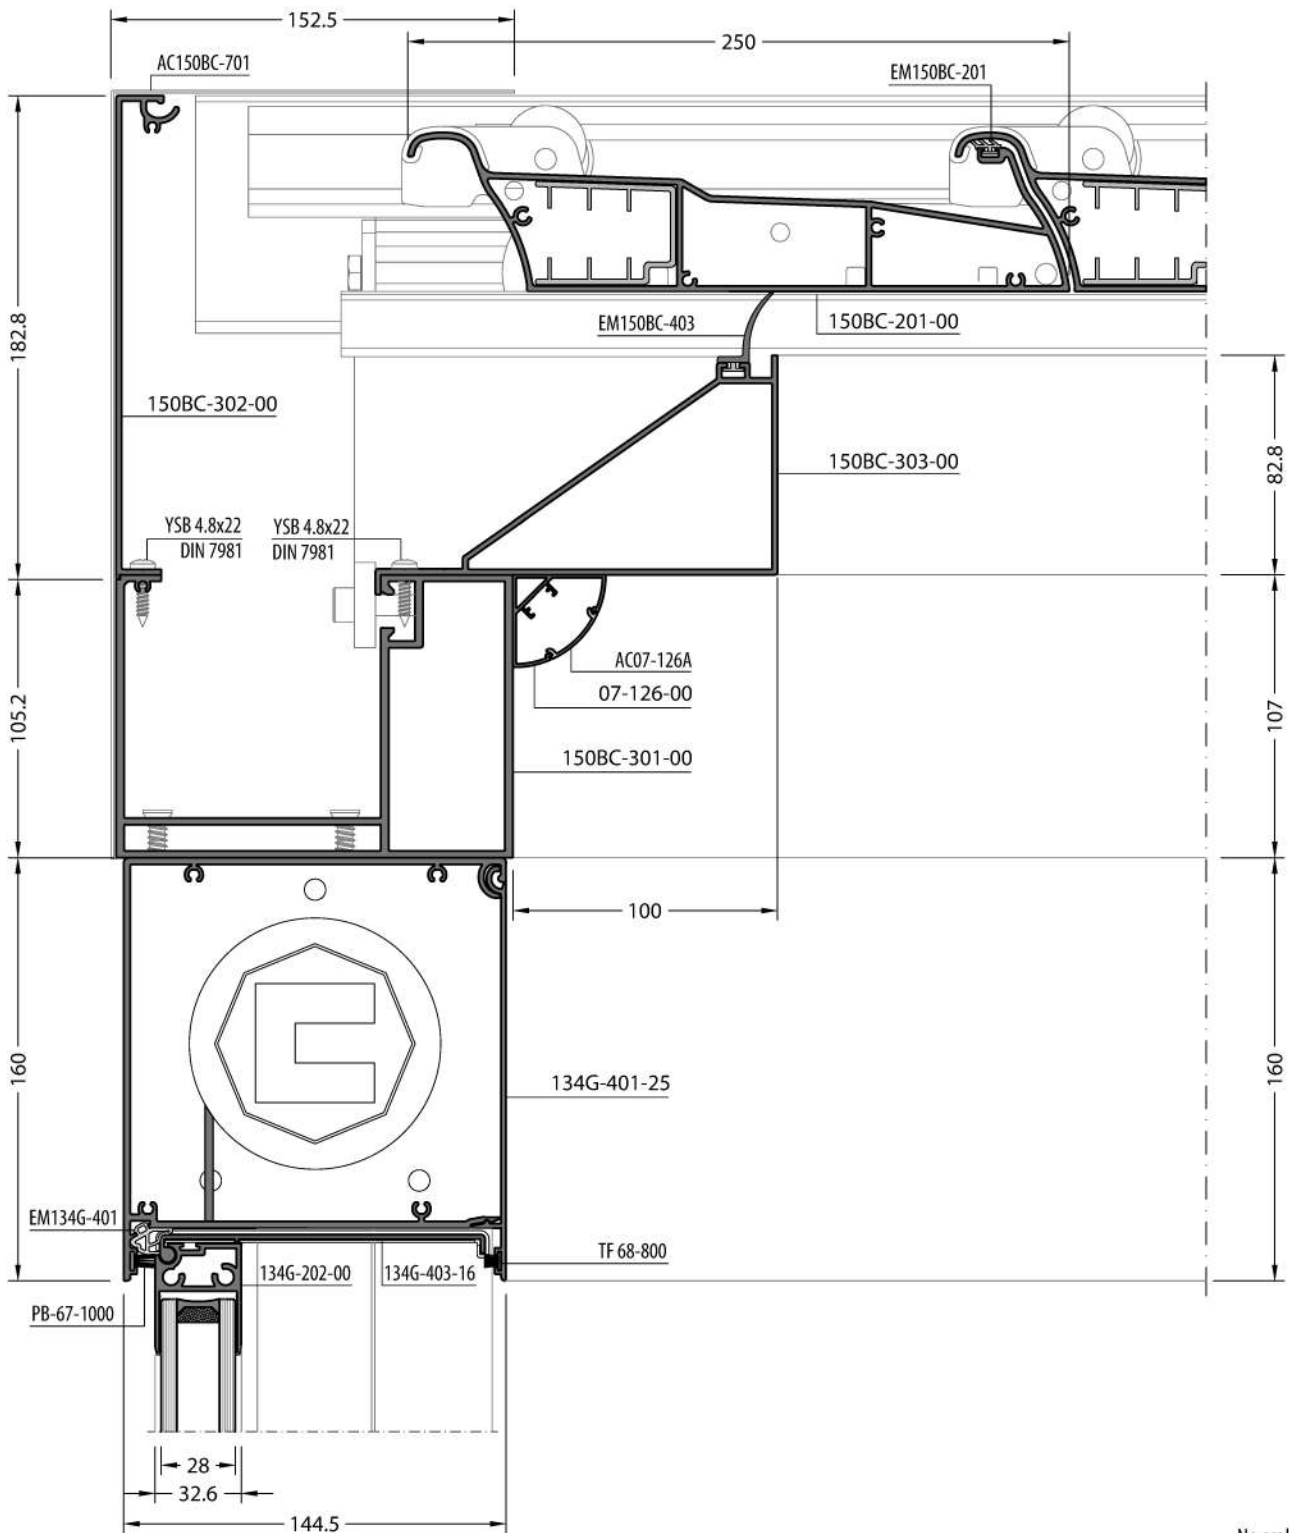 152.5
250
AC150BC-701
EM150BC-201
182.8
EM150BC-403
150BC-201-00
150BC-302-00
150BC-303-00
82.8
YSB 4.8x22
DIN 7981
YSB 4.8x22
DIN 7981
AC07-126A
07-126-00
105.2
107
150BC-301-00
100
E
160
160
134G-401-25
EM134G-401
TF 68-800
134G-202-00
134G-403-16
PB-67-1000
28
32.6
144.5